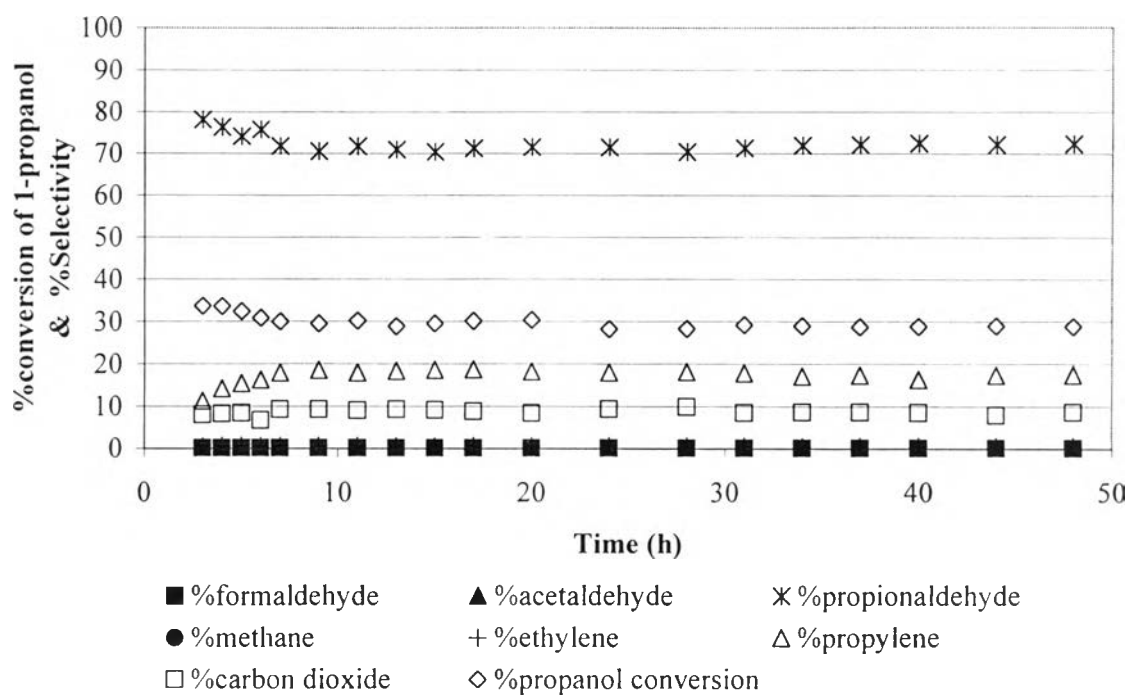 %conversion of 1-propanol
& %Selectivity
100
90
80
70
60
50
40
30
20
10
0
0 10 20 30 40 50
Time (h)
%formaldehyde %acetaldehyde %propionaldehyde
%methane %ethylene %propylene
%carbon dioxide %propanol conversion